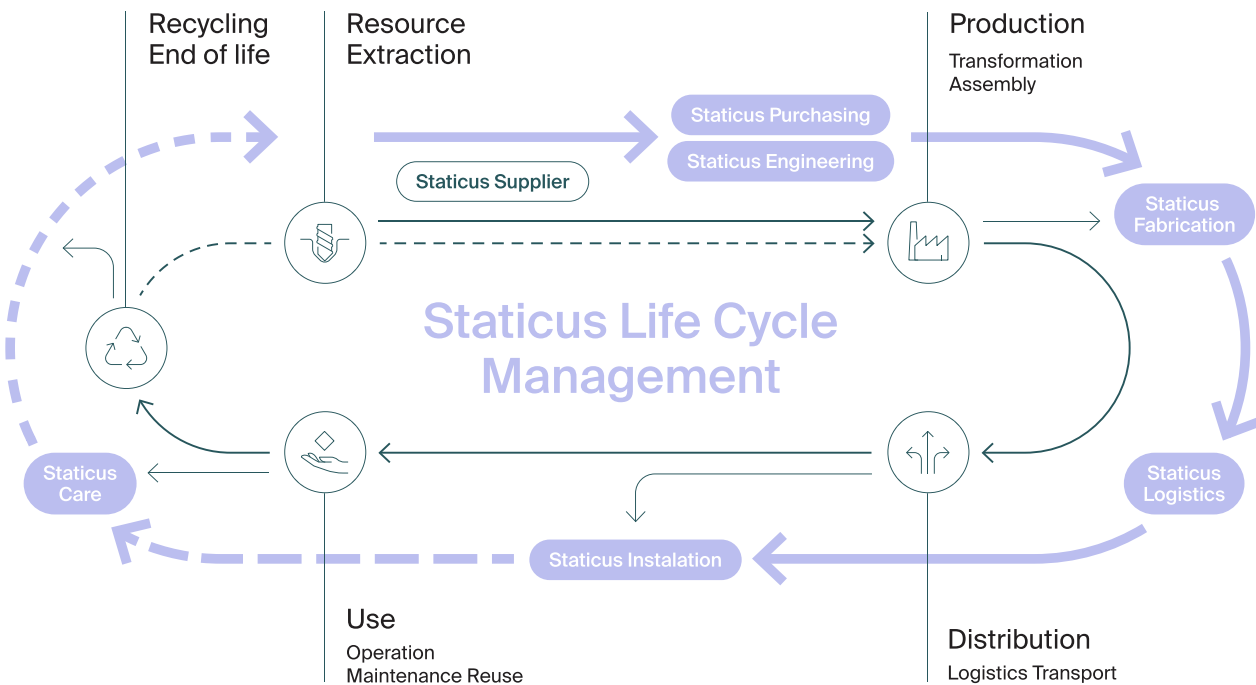 Recycling
End of life
Resource
Extraction
Production
Transformation
Assembly
Staticus Purchasing
Staticus Engineering
Staticus Supplier
Staticus
Fabrication
Staticus Life Cycle
Management
Staticus
Care
Staticus
Logistics
Staticus Instalation
Use
Operation
Maintenance Reuse
Distribution
Logistics Transport